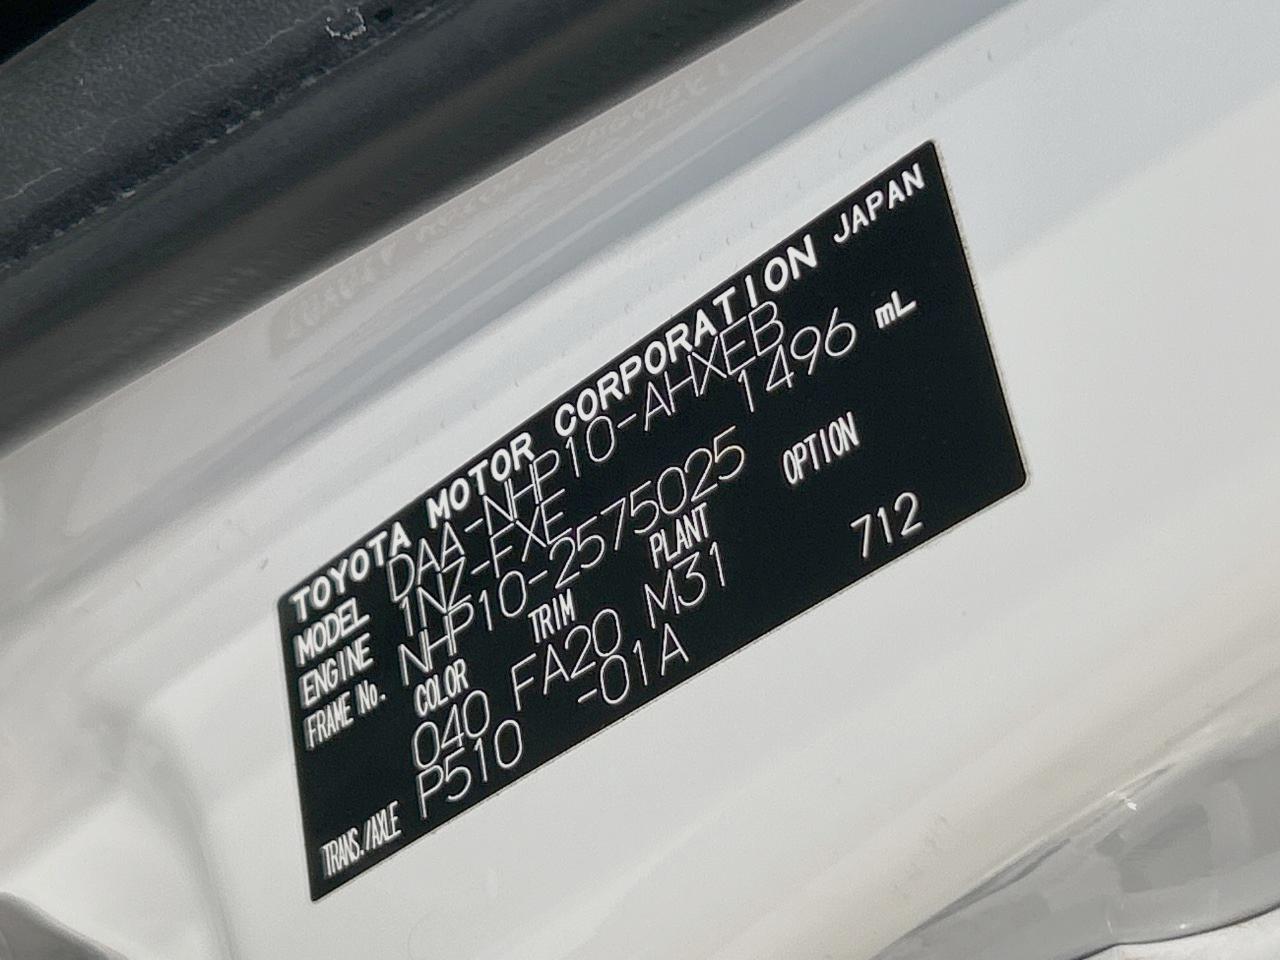 TOYOTA MOTOR CORPORATION JAPAN
MODEL DAA-NHP10-AHXEB
ENGINE 1NZ-FXE 1496 mL
FRAME No. NHP10-2575025
COLOR TRIM PLANT OPTION
040 FA20 M31 712
TRANS./AXLE P510 -01A